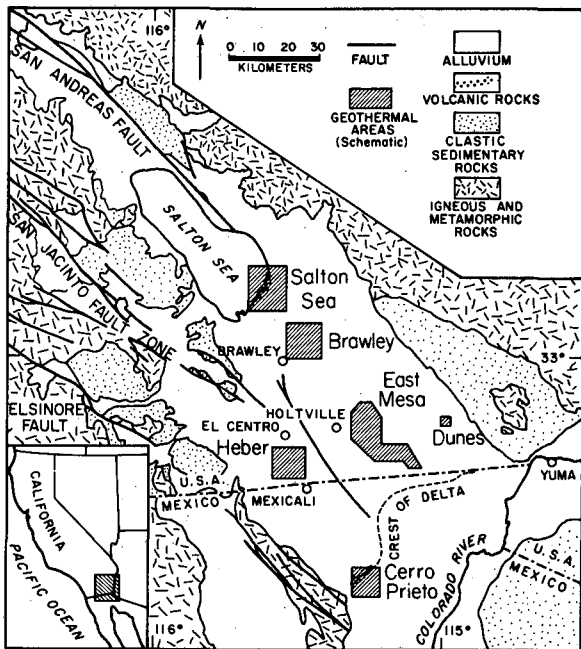 116°
N
0 10 20 30
KILOMETERS
FAULT
GEOTHERMAL
AREAS
(Schematic)
ALLUVIUM
VOLCANIC ROCKS
CLASTIC
SEDIMENTARY
ROCKS
IGNEOUS AND
METAMORPHIC
ROCKS
SAN ANDREAS FAULT
SALTON SEA
SAN JACINTO FAULT ZONE
Salton
Sea
BRAWLEY
Brawley
33°
East
Mesa
ELSINORE
FAULT
HOLTVILLE
EL CENTRO
Heber
Dunes
U.S.A.
MEXICO
MEXICALI
YUMA
CREST OF DELTA
COLORADO RIVER
U.S.A.
MEXICO
Cerro
Prieto
CALIFORNIA
PACIFIC OCEAN
116°
115°